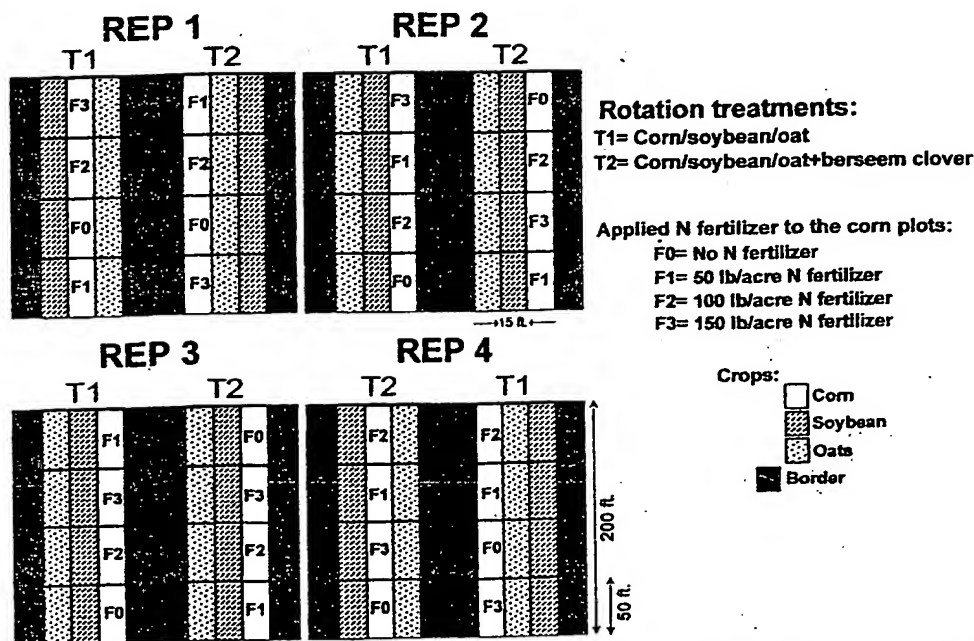 REP 1
T1 T2
F3 F1
F2 F2
F0 F0
F1 F3
REP 2
T1 T2
F3 F0
F1 F2
F2 F3
F0 F1
15 ft.
Rotation treatments:
T1= Corn/soybean/oat
T2= Corn/soybean/oat+berseem clover
Applied N fertilizer to the corn plots:
F0= No N fertilizer
F1= 50 lb/acre N fertilizer
F2= 100 lb/acre N fertilizer
F3= 150 lb/acre N fertilizer
REP 3
T1 T2
F1 F0
F3 F3
F2 F2
F0 F1
REP 4
T2 T1
F2 F2
F1 F1
F3 F0
F0 F3
200 ft.
50 ft.
Crops:
Corn
Soybean
Oats
Border